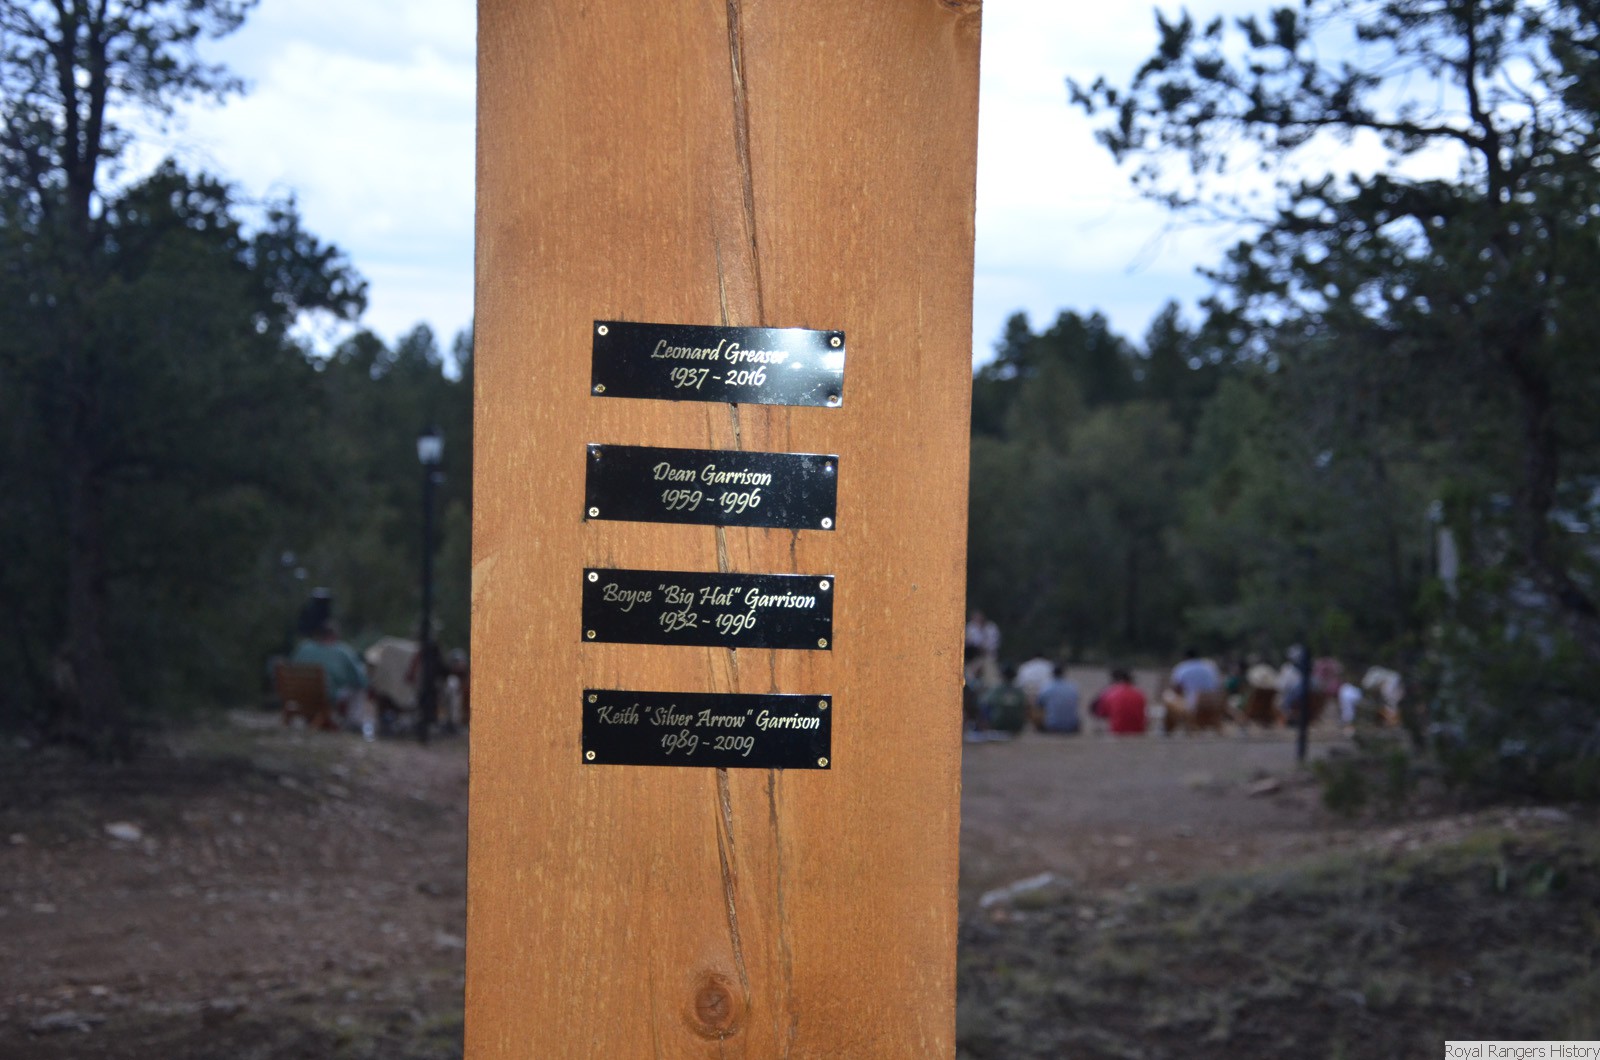 Leonard Greaser
1937 - 2016
Dean Garrison
1959 - 1996
Boyce "Big Hat" Garrison
1932 - 1996
Keith "Silver Arrow" Garrison
1989 - 2009
Royal Rangers History